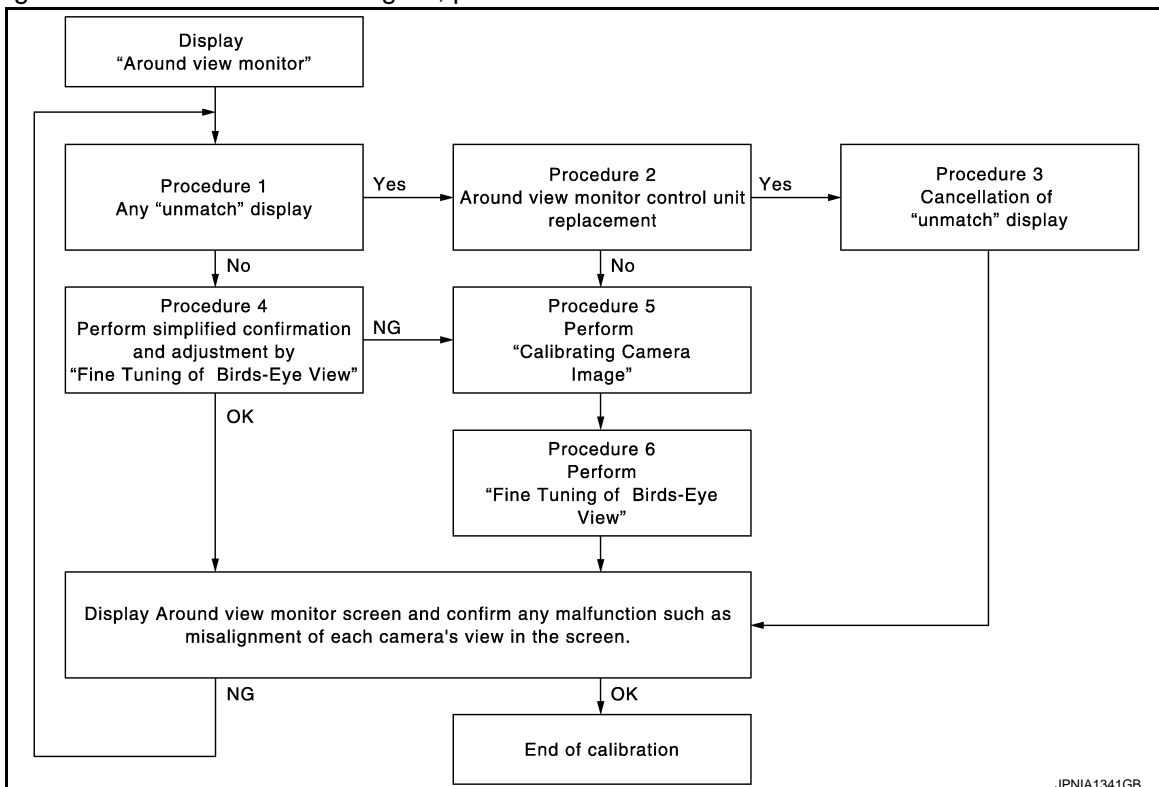 Display
“Around view monitor”
Procedure 1
Any “unmatch” display
Yes
Procedure 2
Around view monitor control unit
replacement
Yes
Procedure 3
Cancellation of
“unmatch” display
No
No
Procedure 4
Perform simplified confirmation
and adjustment by
“Fine Tuning of Birds-Eye View”
NG
Procedure 5
Perform
“Calibrating Camera
Image”
OK
Procedure 6
Perform
“Fine Tuning of Birds-Eye
View”
Display Around view monitor screen and confirm any malfunction such as
misalignment of each camera's view in the screen.
NG
OK
End of calibration
JPNIA1341GB